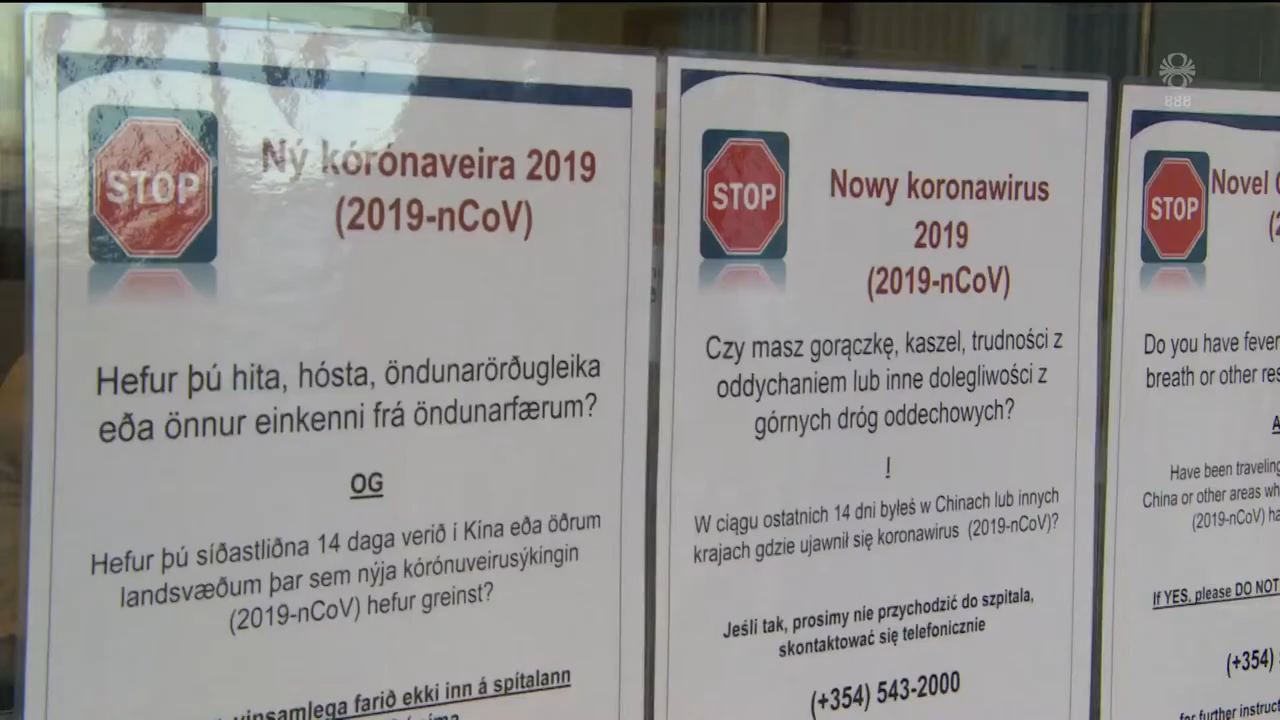 STOP
Ný kórónaveira 2019
(2019-nCoV)
Hefur þú hita, hósta, öndunarörðugleika
eða önnur einkenni frá öndunarfærum?
OG
Hefur þú síðastliðna 14 daga verið í Kína eða öðrum
landsvæðum þar sem nýja kórónuveirusýkingin
(2019-nCoV) hefur greinst?
vinsamlega farið ekki inn á spítalann
STOP
Nowy koronawirus
2019
(2019-nCoV)
Czy masz gorączkę, kaszel, trudności z
oddychaniem lub inne dolegliwości z
górnych dróg oddechowych?
I
W ciągu ostatnich 14 dni byłeś w Chinach lub innych
krajach gdzie ujawnił się koronawirus (2019-nCoV)?
Jeśli tak, prosimy nie przychodzić do szpitala,
skontaktować się telefonicznie
(+354) 543-2000
STOP
Novel
Do you have fever
breath or other res
Have been traveling
China or other areas wh
(2019-nCoV) ha
If YES, please DO NOT
(+354)
for further instruct
888